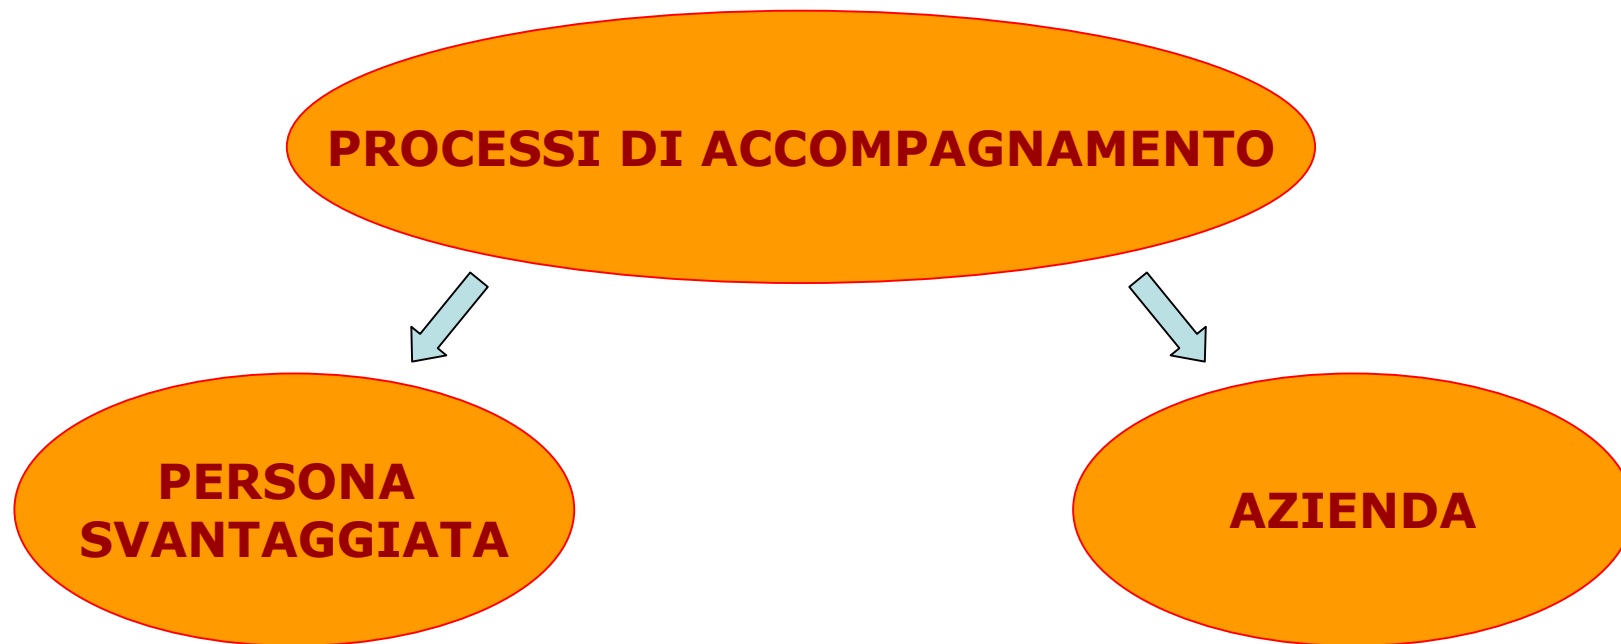 PROCESSI DI ACCOMPAGNAMENTO
PERSONA
SVANTAGGIATA
AZIENDA